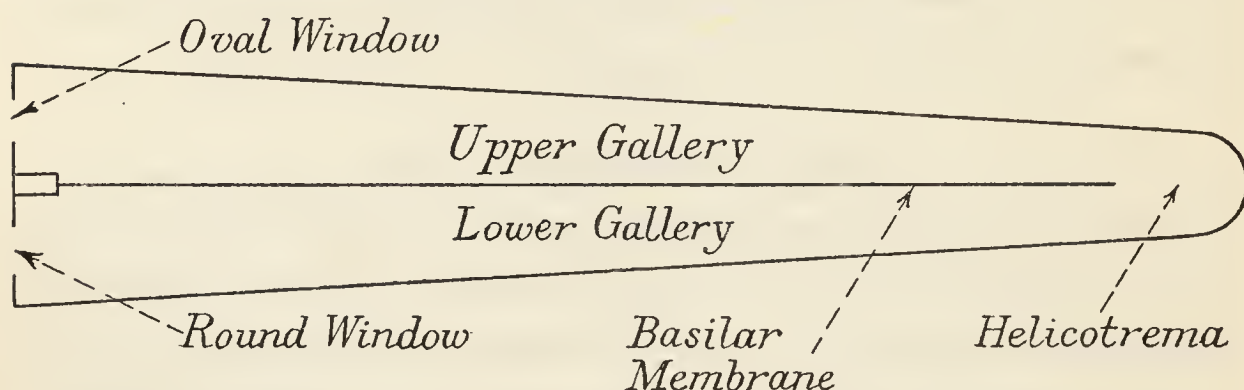 Oval Window
Upper Gallery
Lower Gallery
Round Window
Basilar
Membrane
Helicotrema